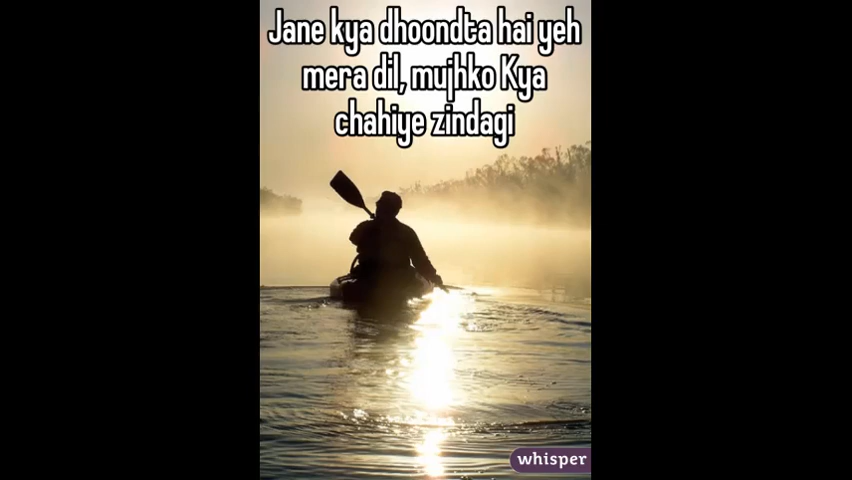 Jane kya dhoondta hai yeh
mera dil, mujhko Kya
chahiye zindagi
whisper